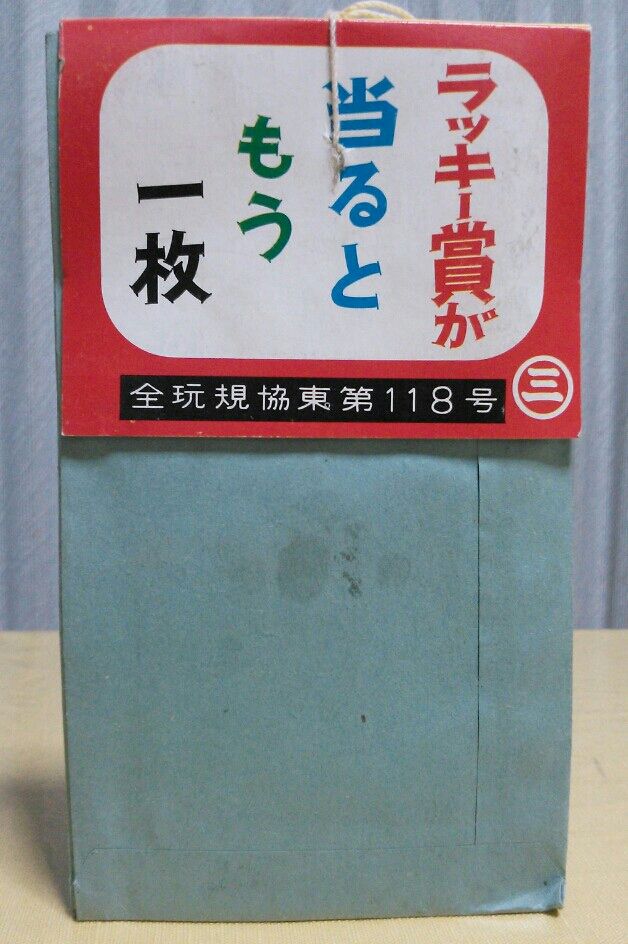 ラッキー賞が
当ると
もう
一枚
全玩規協東第118号
三